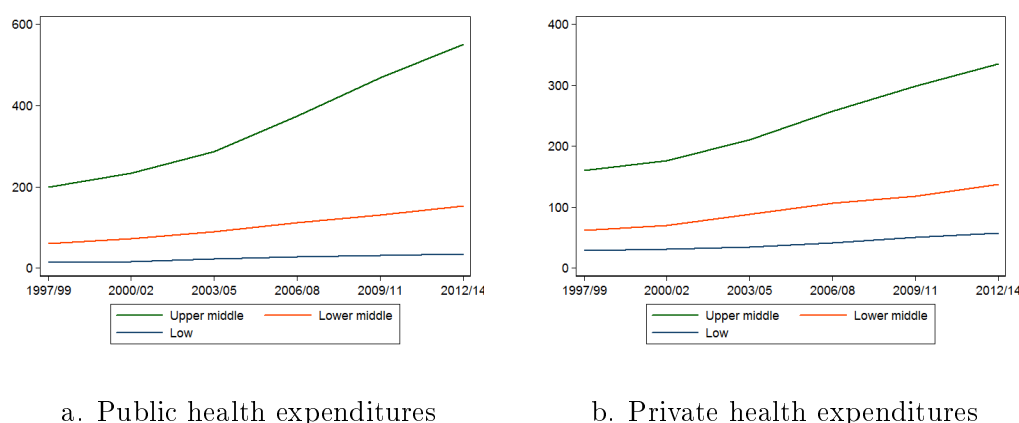 600
400
200
0
1997/99 2000/02 2003/05 2006/08 2009/11 2012/14
Upper middle Lower middle
Low
a. Public health expenditures
400
300
200
100
0
1997/99 2000/02 2003/05 2006/08 2009/11 2012/14
Upper middle Lower middle
Low
b. Private health expenditures